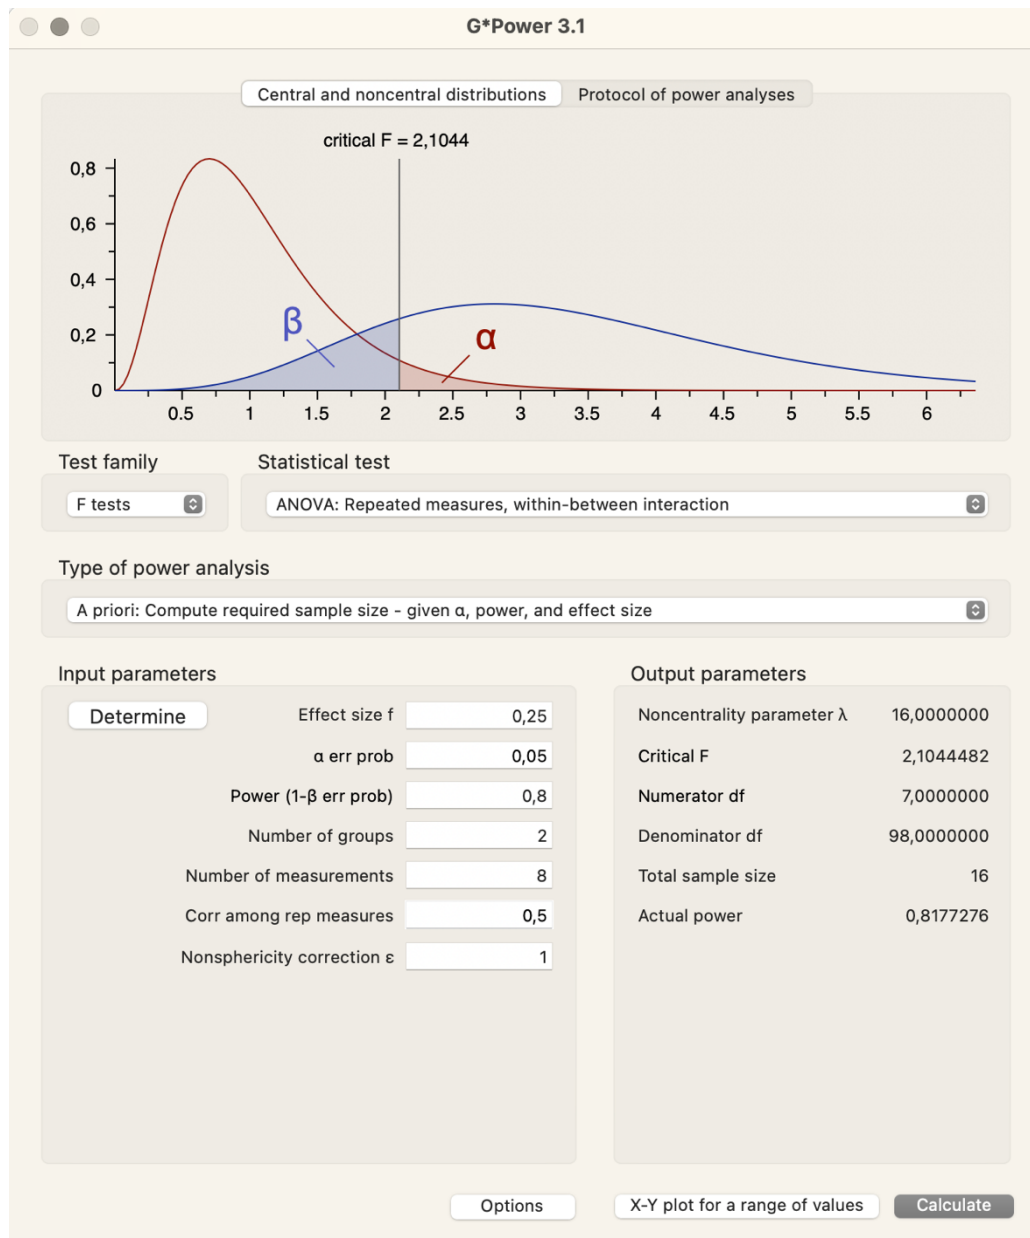 G*Power 3.1
Central and noncentral distributions Protocol of power analyses
critical F = 2,1044
0,8
0,6
0,4
0,2
0
β
α
0.5 1 1.5 2 2.5 3 3.5 4 4.5 5 5.5 6
Test family Statistical test
F tests ANOVA: Repeated measures, within-between interaction
Type of power analysis
A priori: Compute required sample size - given α, power, and effect size
Input parameters
Determine Effect size f 0,25
α err prob 0,05
Power (1-β err prob) 0,8
Number of groups 2
Number of measurements 8
Corr among rep measures 0,5
Nonsphericity correction ε 1
Output parameters
Noncentrality parameter λ 16,0000000
Critical F 2,1044482
Numerator df 7,0000000
Denominator df 98,0000000
Total sample size 16
Actual power 0,8177276
Options X-Y plot for a range of values Calculate